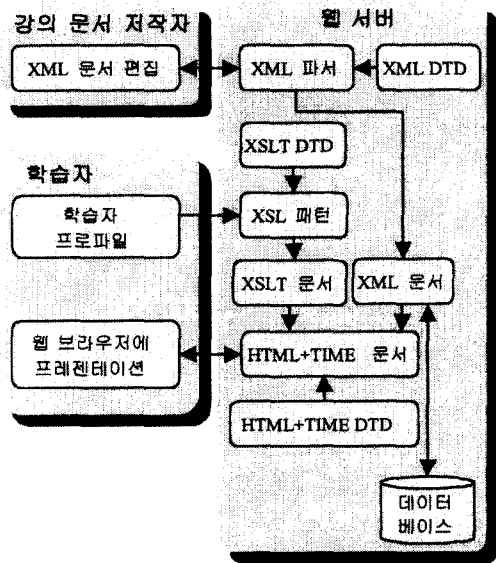 강의 문서 저작자
XML 문서 편집
학습자
학습자
프로파일
웹 브라우저에
프레젠테이션
웹 서버
XML 파서
XML DTD
XSLT DTD
XSL 패턴
XSLT 문서
XML 문서
HTML+TIME 문서
HTML+TIME DTD
데이터
베이스